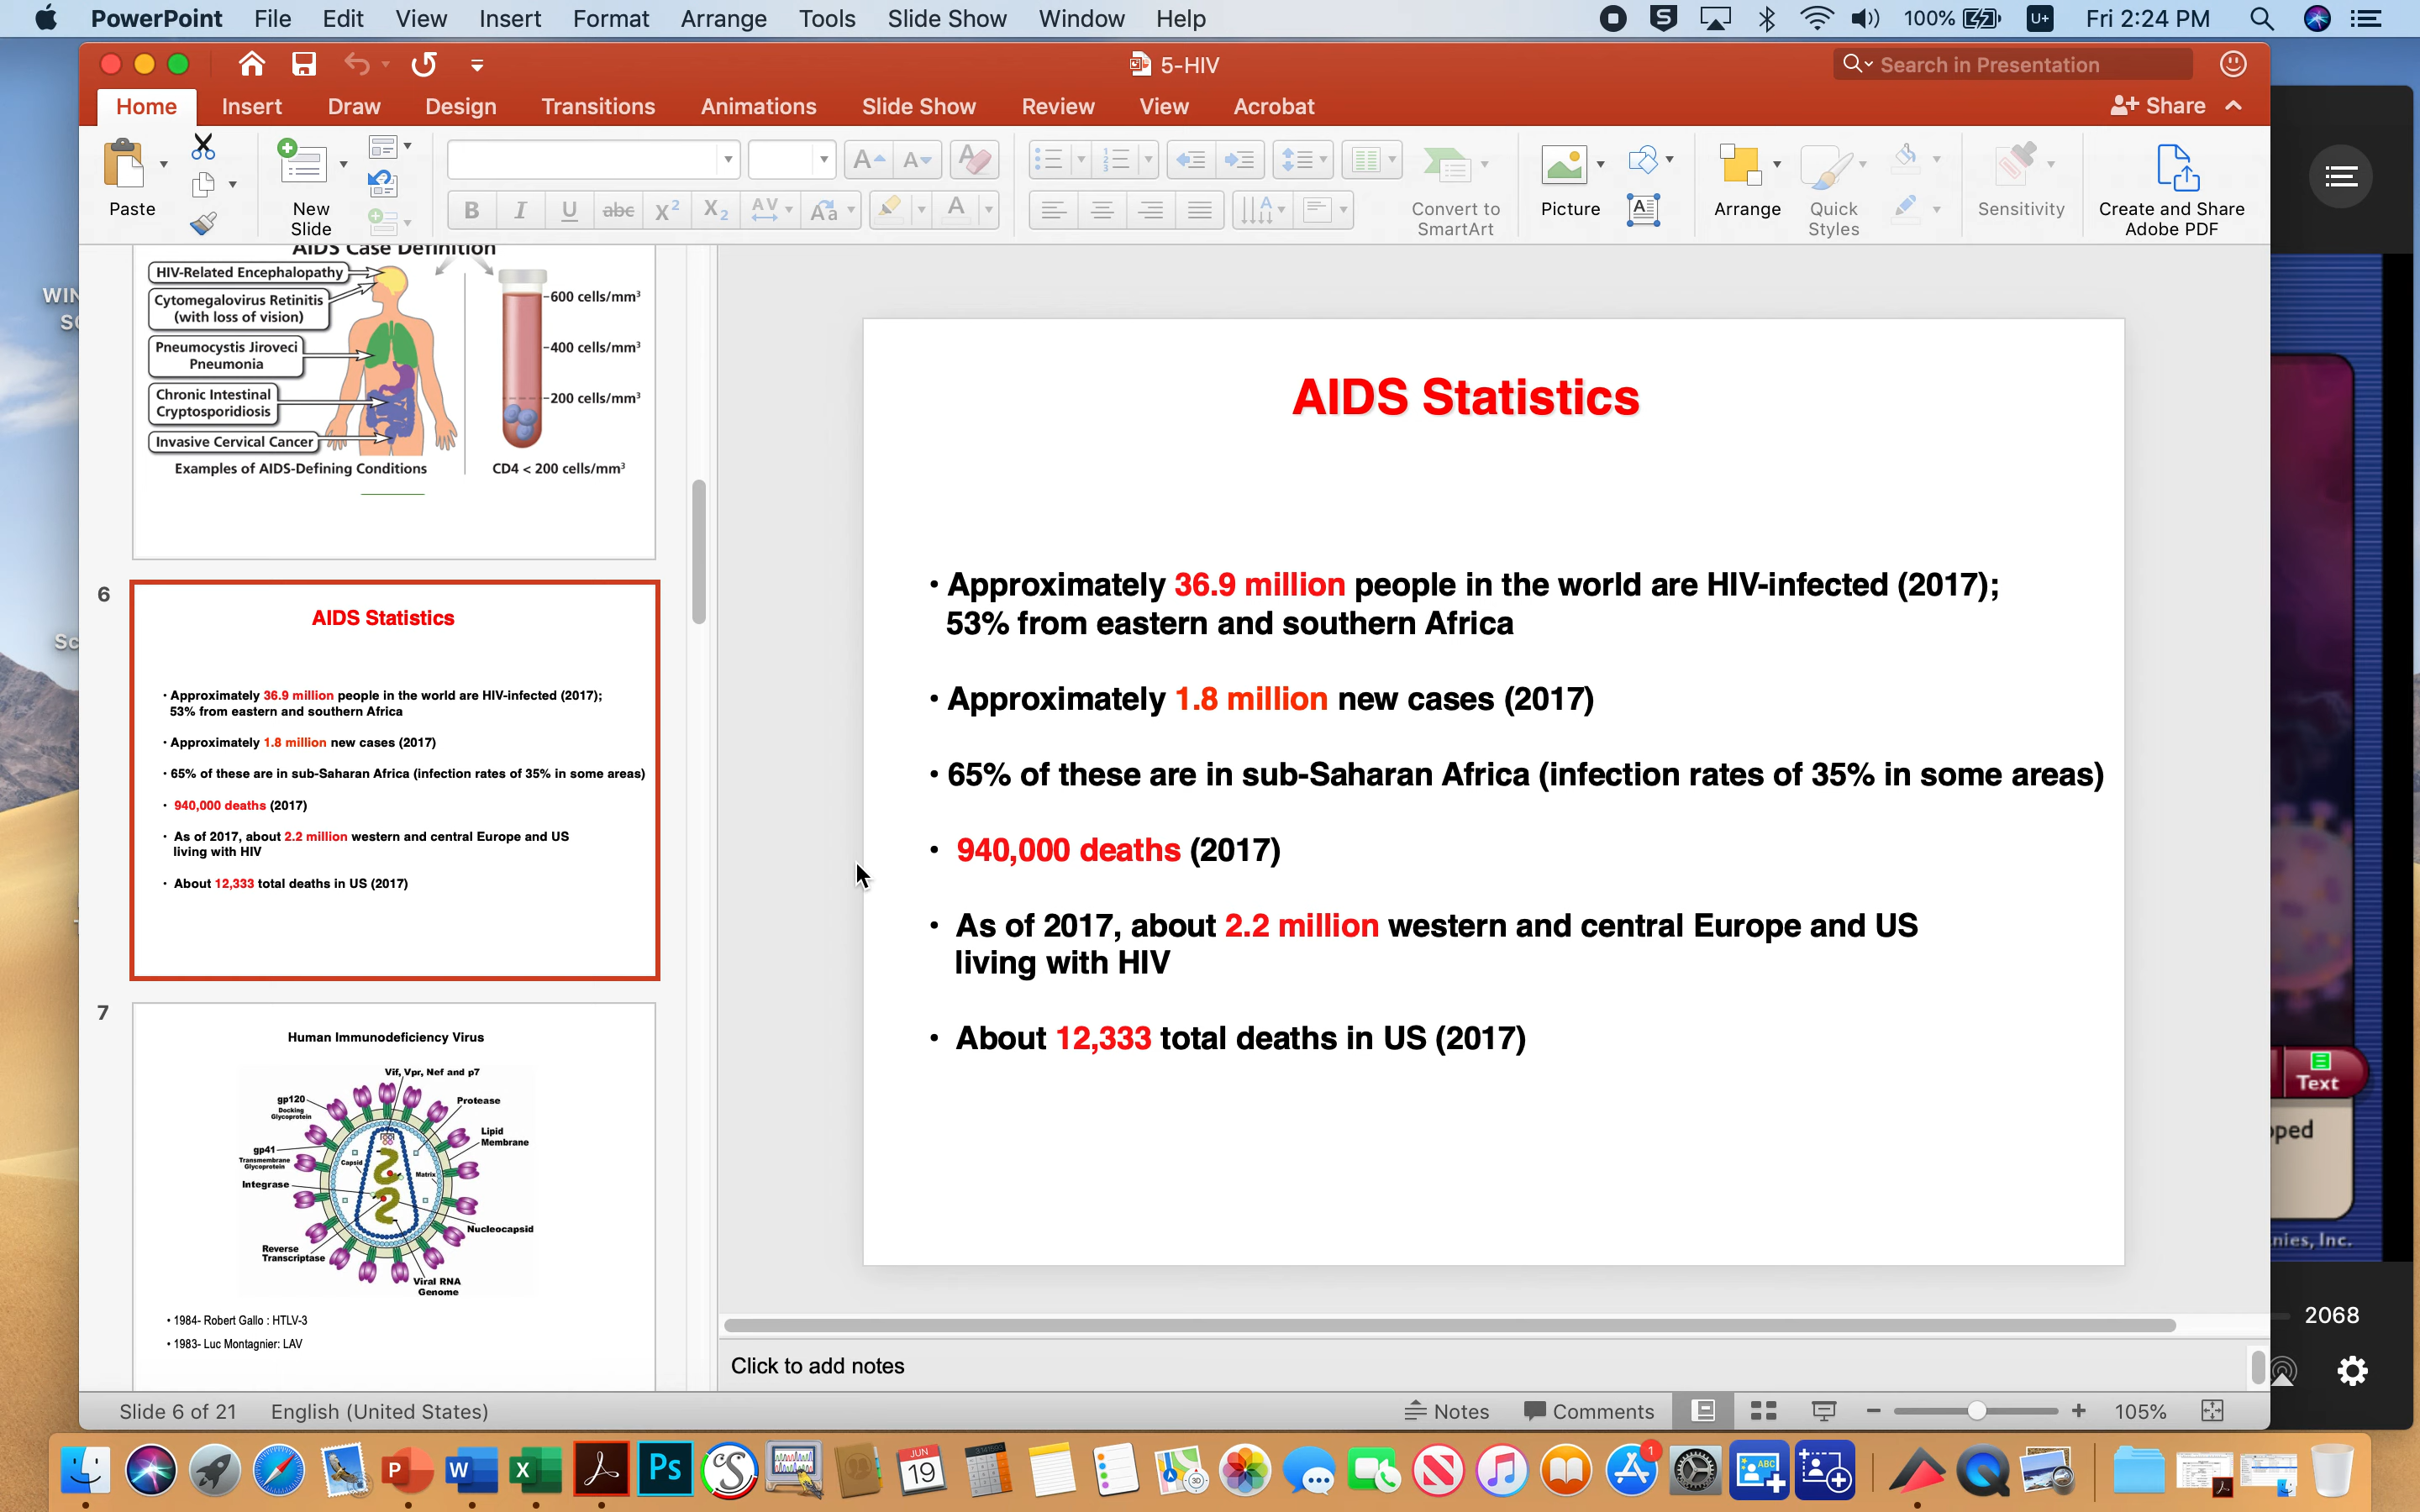 PowerPoint File Edit View Insert Format Arrange Tools Slide Show Window Help 100% U+ Fri 2:24 PM
5-HIV
Search in Presentation
Home Insert Draw Design Transitions Animations Slide Show Review View Acrobat Share
Paste
New
Slide
Convert to
SmartArt
Picture
Arrange
Quick
Styles
Sensitivity
Create and Share
Adobe PDF
WIN
Sc
AIDS Case Definition
HIV-Related Encephalopathy
Cytomegalovirus Retinitis
(with loss of vision)
Pneumocystis Jiroveci
Pneumonia
Chronic Intestinal
Cryptosporidiosis
Invasive Cervical Cancer
Examples of AIDS-Defining Conditions
600 cells/mm³
400 cells/mm³
200 cells/mm³
CD4 < 200 cells/mm³
6
AIDS Statistics
• Approximately 36.9 million people in the world are HIV-infected (2017);
53% from eastern and southern Africa
• Approximately 1.8 million new cases (2017)
• 65% of these are in sub-Saharan Africa (infection rates of 35% in some areas)
• 940,000 deaths (2017)
• As of 2017, about 2.2 million western and central Europe and US
living with HIV
• About 12,333 total deaths in US (2017)
7
Human Immunodeficiency Virus
Vif, Vpr, Nef and p7
gp120
Docking
Glycoprotein
Protease
Lipid
Membrane
gp41
Transmembrane
Glycoprotein
Capsid
Matrix
Integrase
Nucleocapsid
Reverse
Transcriptase
Viral RNA
Genome
• 1984- Robert Gallo : HTLV-3
• 1983- Luc Montagnier: LAV
AIDS Statistics
• Approximately 36.9 million people in the world are HIV-infected (2017);
53% from eastern and southern Africa
• Approximately 1.8 million new cases (2017)
• 65% of these are in sub-Saharan Africa (infection rates of 35% in some areas)
• 940,000 deaths (2017)
• As of 2017, about 2.2 million western and central Europe and US
living with HIV
• About 12,333 total deaths in US (2017)
Click to add notes
Text
pped
nies, Inc.
2068
Slide 6 of 21 English (United States) Notes Comments 105%
JUN
19